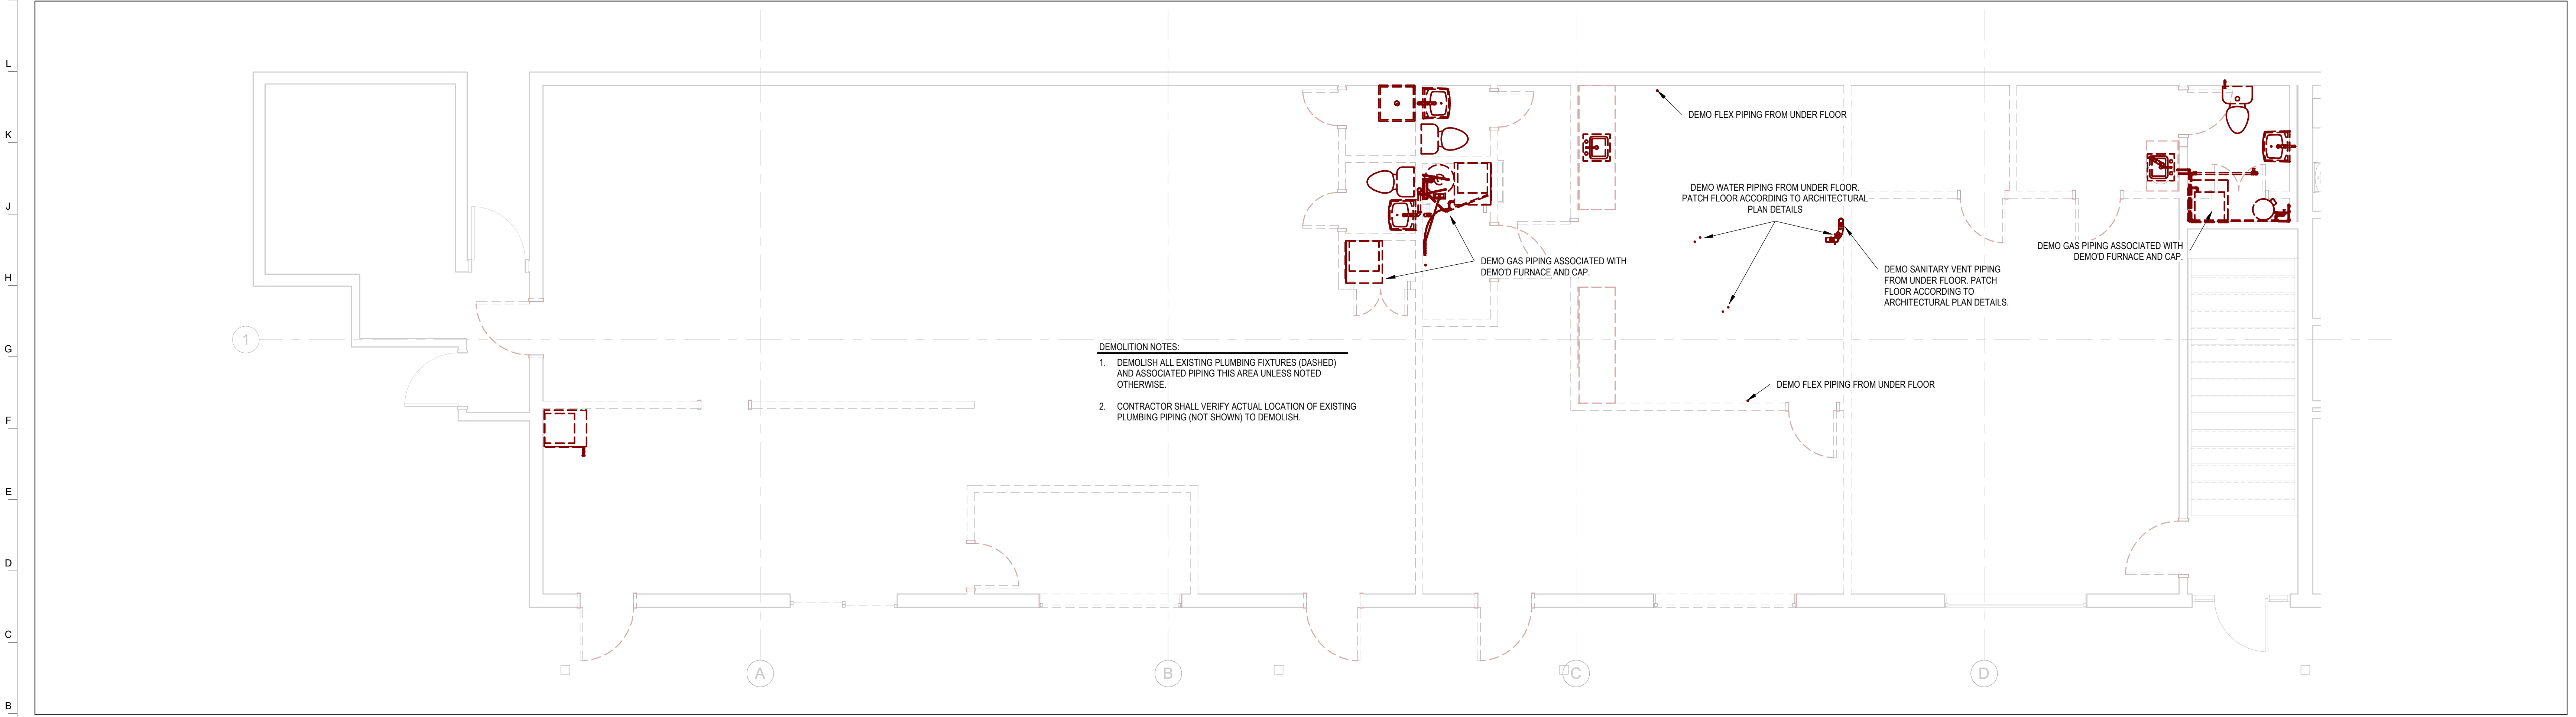 L
K
J
H
G
F
E
D
C
B
DEMO FLEX PIPING FROM UNDER FLOOR
DEMO WATER PIPING FROM UNDER FLOOR.
PATCH FLOOR ACCORDING TO ARCHITECTURAL
PLAN DETAILS
DEMO GAS PIPING ASSOCIATED WITH
DEMO'D FURNACE AND CAP.
DEMO SANITARY VENT PIPING
FROM UNDER FLOOR. PATCH
FLOOR ACCORDING TO
ARCHITECTURAL PLAN DETAILS.
DEMO GAS PIPING ASSOCIATED WITH
DEMO'D FURNACE AND CAP.
1
DEMOLITION NOTES:
1. DEMOLISH ALL EXISTING PLUMBING FIXTURES (DASHED)
AND ASSOCIATED PIPING THIS AREA UNLESS NOTED
OTHERWISE.
2. CONTRACTOR SHALL VERIFY ACTUAL LOCATION OF EXISTING
PLUMBING PIPING (NOT SHOWN) TO DEMOLISH.
DEMO FLEX PIPING FROM UNDER FLOOR
A
B
C
D